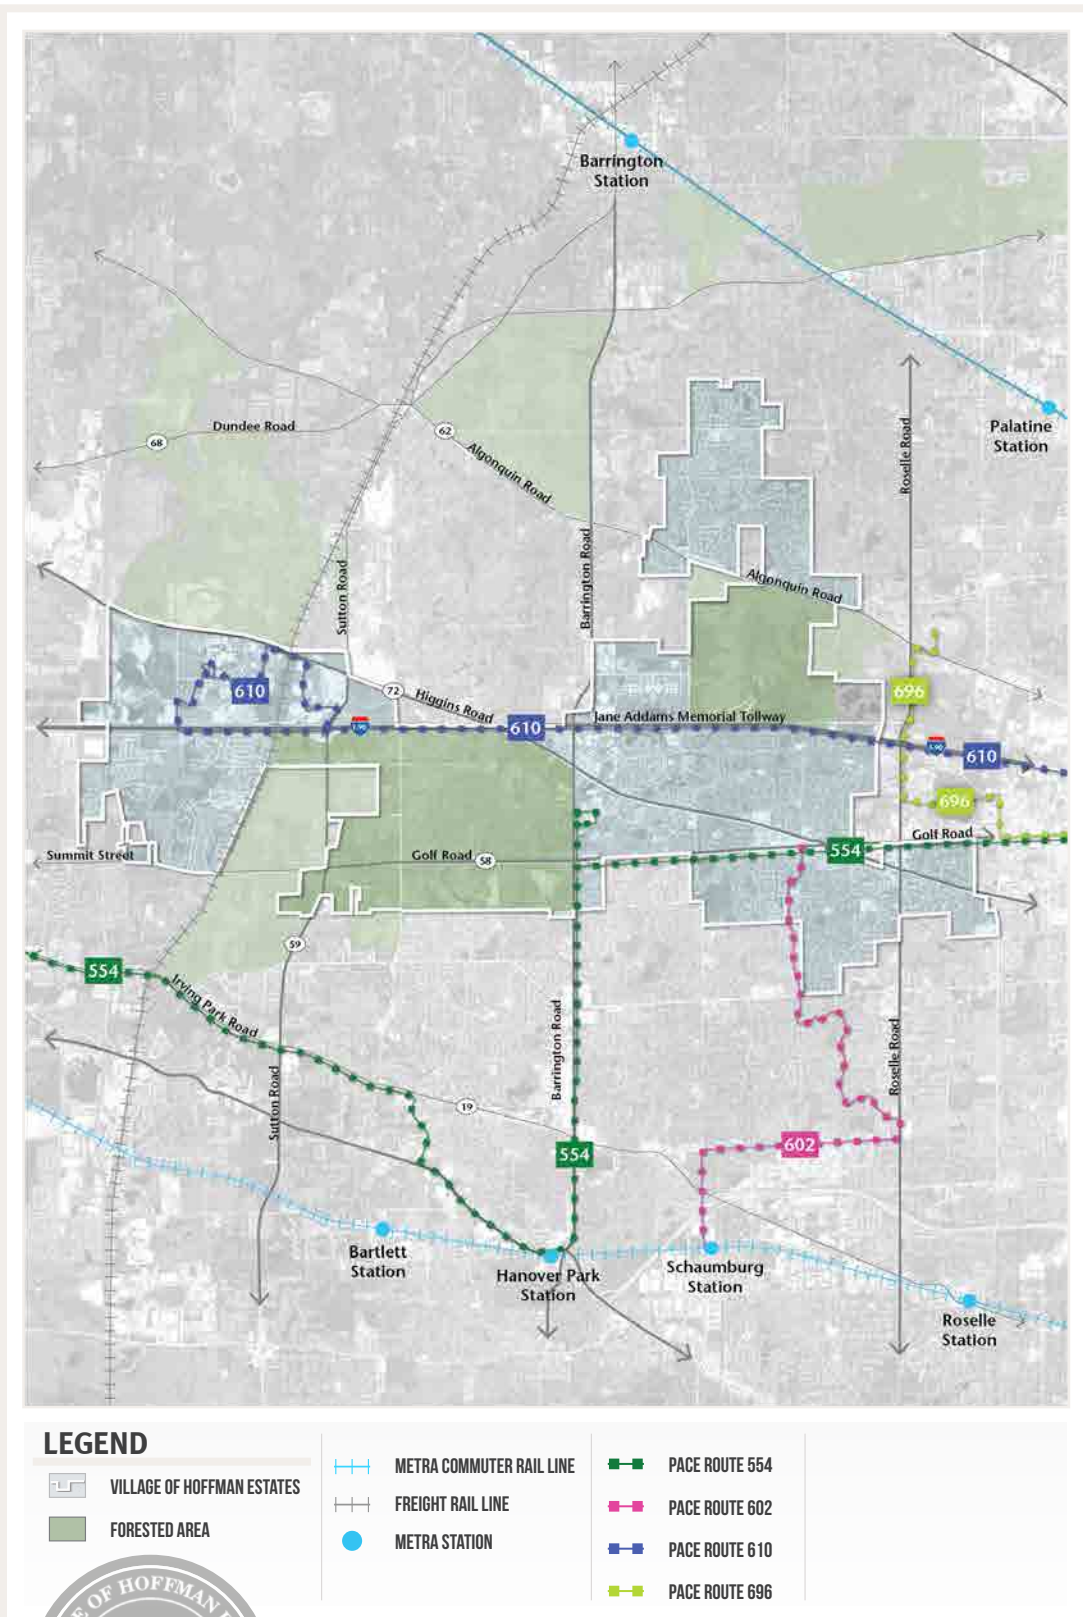 Barrington
Station
Palatine
Station
Roselle Road
Dundee Road
68
62
Algonquin Road
Barrington Road
Sutton Road
Algonquin Road
610
72
Higgins Road
696
610
Jane Addams Memorial Tollway
I-90
I-90
610
696
Summit Street
Golf Road
58
554
Golf Road
59
554
Irving Park Road
Barrington Road
Roselle Road
Sutton Road
19
554
602
Bartlett
Station
Hanover Park
Station
Schaumburg
Station
Roselle
Station
LEGEND
VILLAGE OF HOFFMAN ESTATES
FORESTED AREA
METRA COMMUTER RAIL LINE
FREIGHT RAIL LINE
METRA STATION
PACE ROUTE 554
PACE ROUTE 602
PACE ROUTE 610
PACE ROUTE 696
OF HOFFMAN